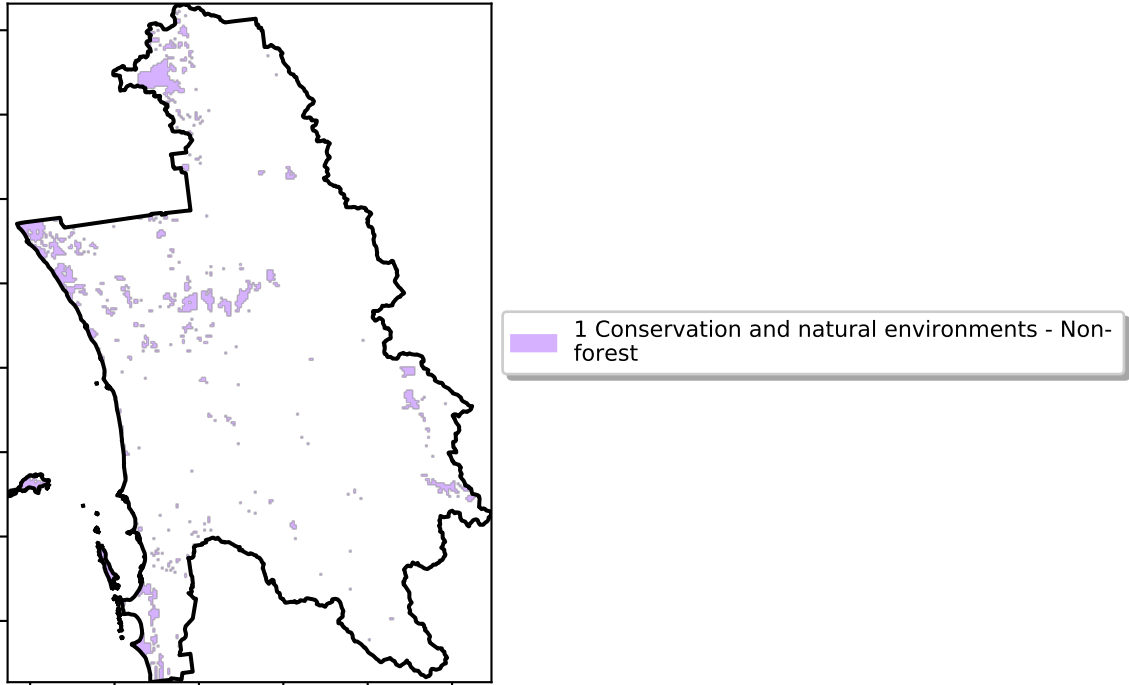 1 Conservation and natural environments - Non-
forest